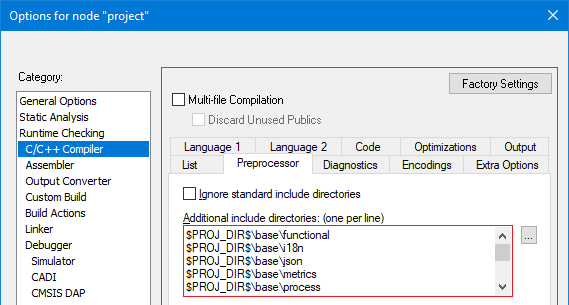 Options for node "project"
Category:
Factory Settings
General Options
Static Analysis
Runtime Checking
C/C++ Compiler
Assembler
Output Converter
Custom Build
Build Actions
Linker
Debugger
Simulator
CADI
CMSIS DAP
Multi-file Compilation
Discard Unused Publics
Language 1 Language 2 Code Optimizations Output
List Preprocessor Diagnostics Encodings Extra Options
Ignore standard include directories
Additional include directories: (one per line)
$PROJ_DIR$\base\functional
$PROJ_DIR$\base\i18n
$PROJ_DIR$\base\json
$PROJ_DIR$\base\metrics
$PROJ_DIR$\base\process
...